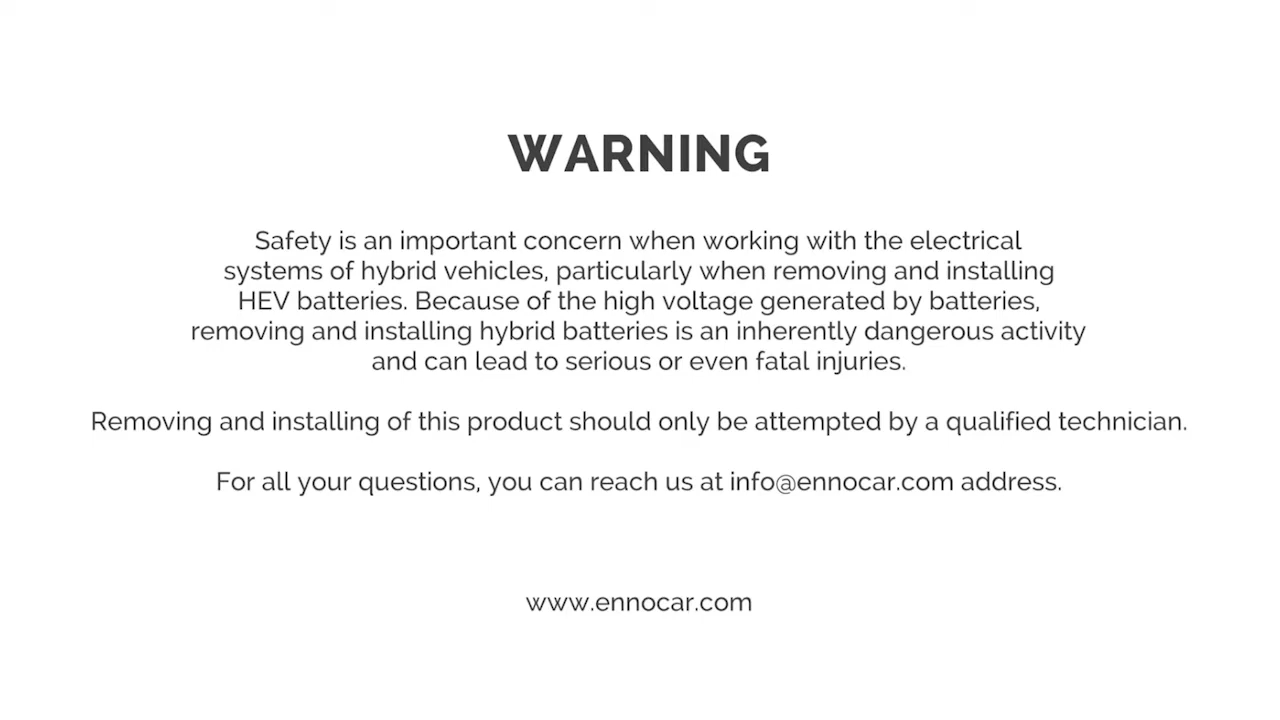 WARNING
Safety is an important concern when working with the electrical
systems of hybrid vehicles, particularly when removing and installing
HEV batteries. Because of the high voltage generated by batteries,
removing and installing hybrid batteries is an inherently dangerous activity
and can lead to serious or even fatal injuries.
Removing and installing of this product should only be attempted by a qualified technician.
For all your questions, you can reach us at info@ennocar.com address.
www.ennocar.com